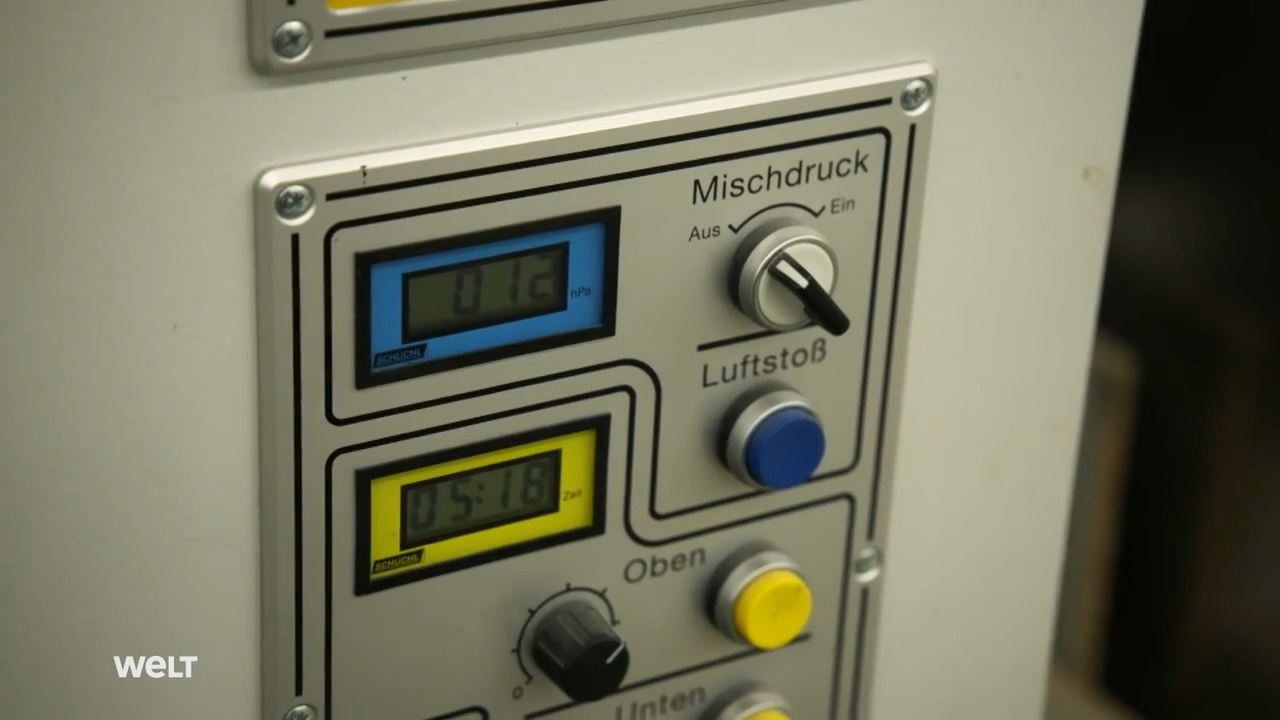 Mischdruck
Aus
Ein
012
hPa
SCHUCHL
Luftstoß
05:18
Zeit
SCHUCHL
Oben
0
Unten
WELT